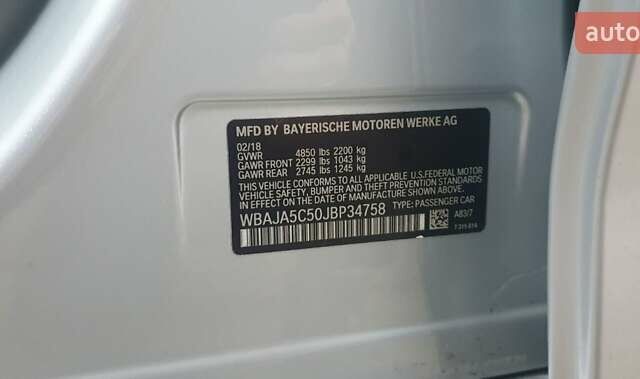 auto
MFD BY BAYERISCHE MOTOREN WERKE AG
02/18
GVWR 4850 lbs 2200 kg
GAWR FRONT 2299 lbs 1043 kg
GAWR REAR 2745 lbs 1245 kg
THIS VEHICLE CONFORMS TO ALL APPLICABLE U.S.FEDERAL MOTOR
VEHICLE SAFETY, BUMPER, AND THEFT PREVENTION STANDARDS
IN EFFECT ON THE DATE OF MANUFACTURE SHOWN ABOVE.
WBAJA5C50JBP34758 TYPE: PASSENGER CAR
A83/7